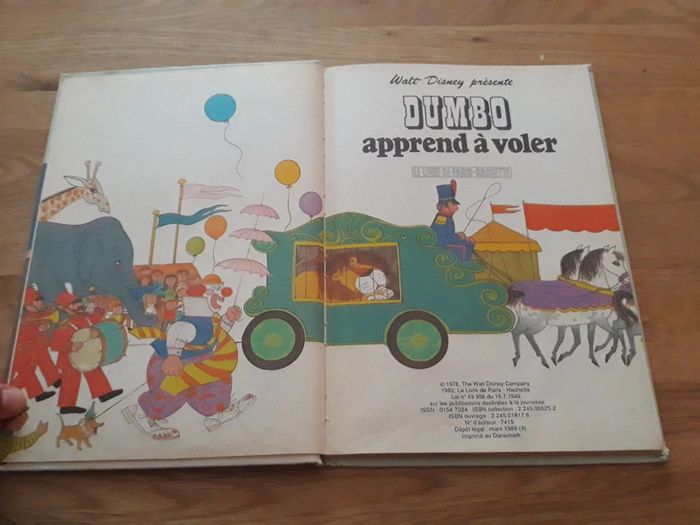 Walt Disney présente
DUMBO
apprend à voler
LE LIVRE DE PARIS-HACHETTE
© 1978, The Walt Disney Company
1982, Le Livre de Paris - Hachette
Loi n° 49 956 du 16.7.1949
sur les publications destinées à la jeunesse
ISSN : 0154 7224 ISBN collection : 2.245.00525.2
ISBN ouvrage : 2.245.01817.6
N° d'éditeur : 7415
Dépôt légal : mars 1989 (9)
Imprimé au Danemark